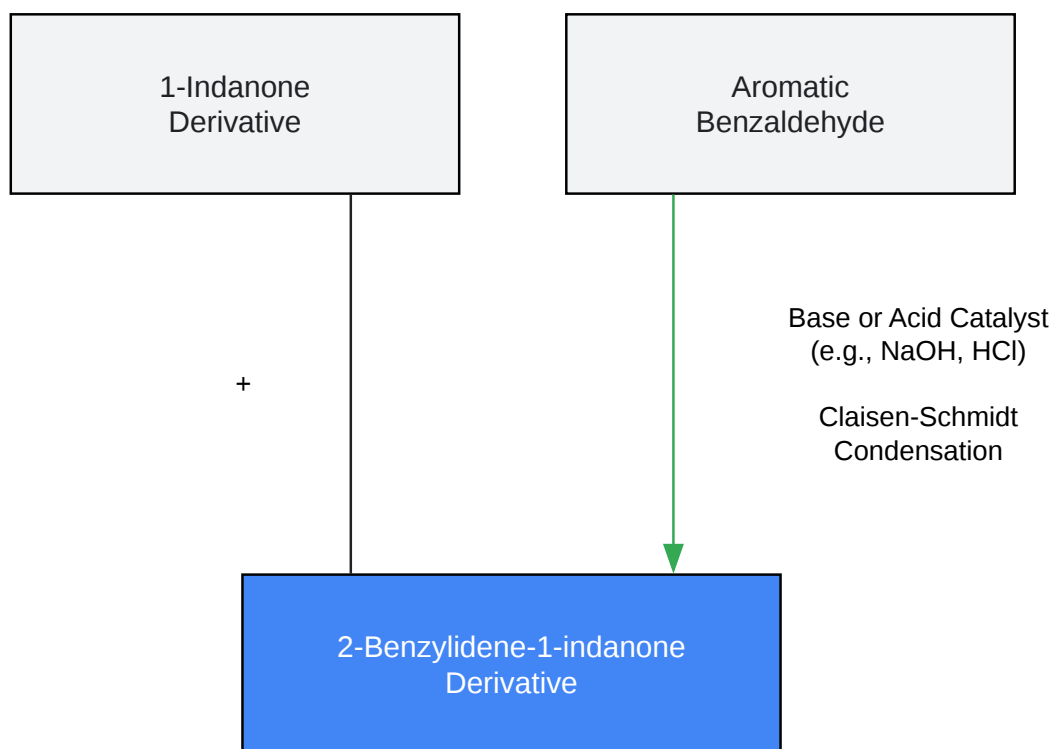 1-Indanone
Derivative
Aromatic
Benzaldehyde
Base or Acid Catalyst
(e.g., NaOH, HCl)
+
Claisen-Schmidt
Condensation
2-Benzylidene-1-indanone
Derivative